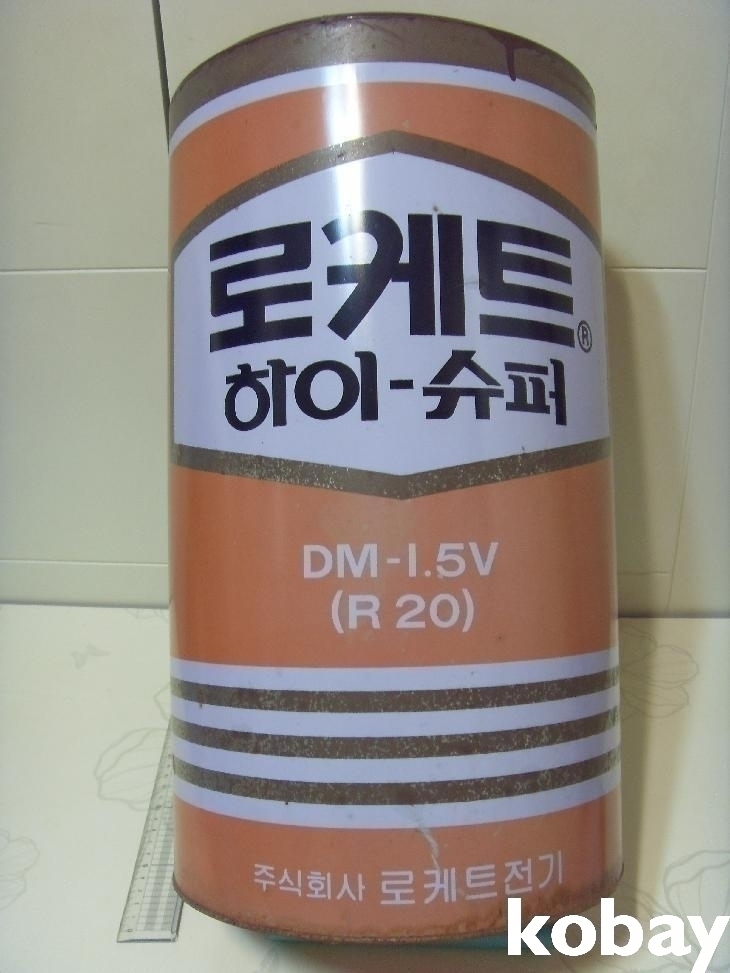 로케트®
하이-슈퍼
DM-1.5V
(R 20)
주식회사 로케트전기
kobay